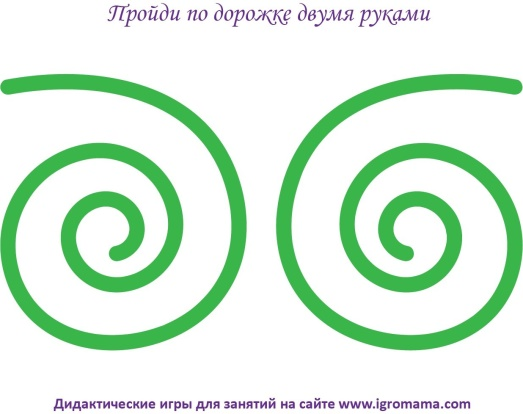 Пройди по дорожке двумя руками
Дидактические игры для занятий на сайте www.igromama.com